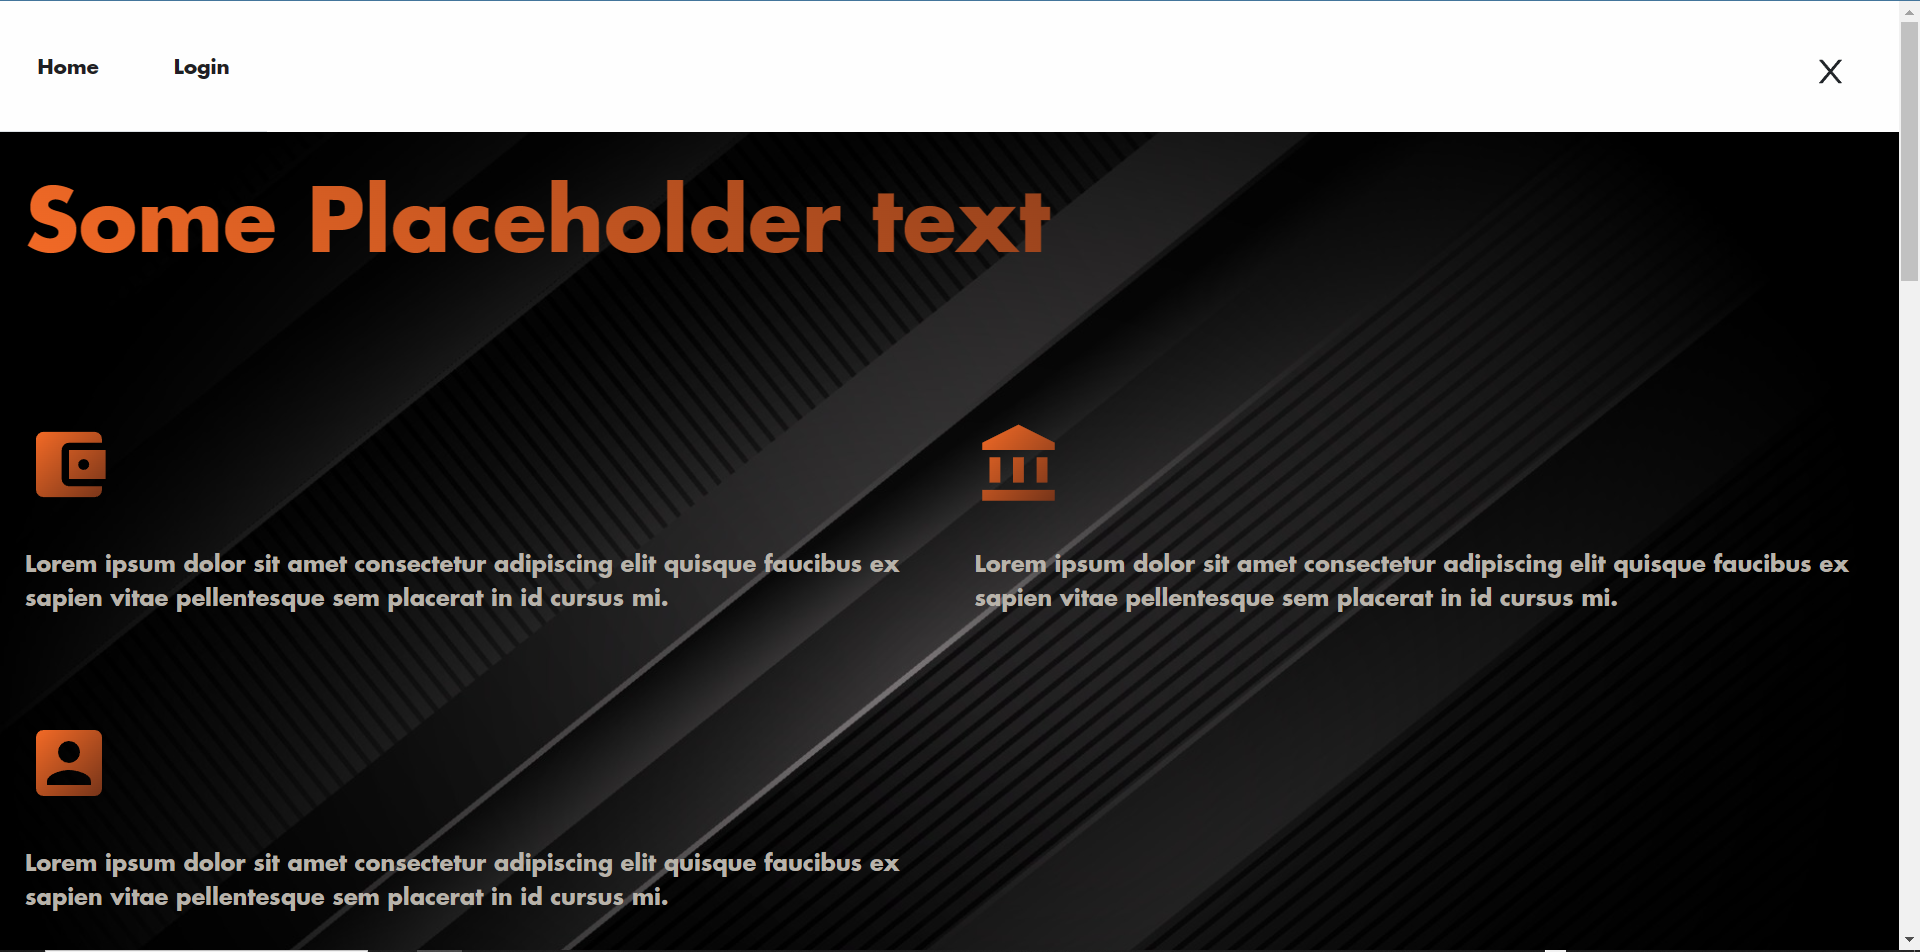 Home Login X
Some Placeholder text
Lorem ipsum dolor sit amet consectetur adipiscing elit quisque faucibus ex
sapien vitae pellentesque sem placerat in id cursus mi.
Lorem ipsum dolor sit amet consectetur adipiscing elit quisque faucibus ex
sapien vitae pellentesque sem placerat in id cursus mi.
Lorem ipsum dolor sit amet consectetur adipiscing elit quisque faucibus ex
sapien vitae pellentesque sem placerat in id cursus mi.